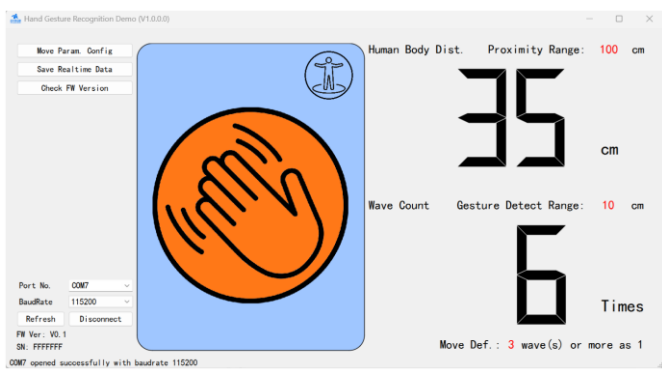 Hand Gesture Recognition Demo (V1.0.0.0)
Move Param. Config
Save Realtime Data
Check FW Version
Human Body Dist. Proximity Range: 100 cm
35 cm
Wave Count Gesture Detect Range: 10 cm
6 Times
Move Def.: 3 wave(s) or more as 1
Port No. COM7
BaudRate 115200
Refresh Disconnect
FW Ver: V0.1
SN: FFFFFFF
COM7 opened successfully with baudrate 115200